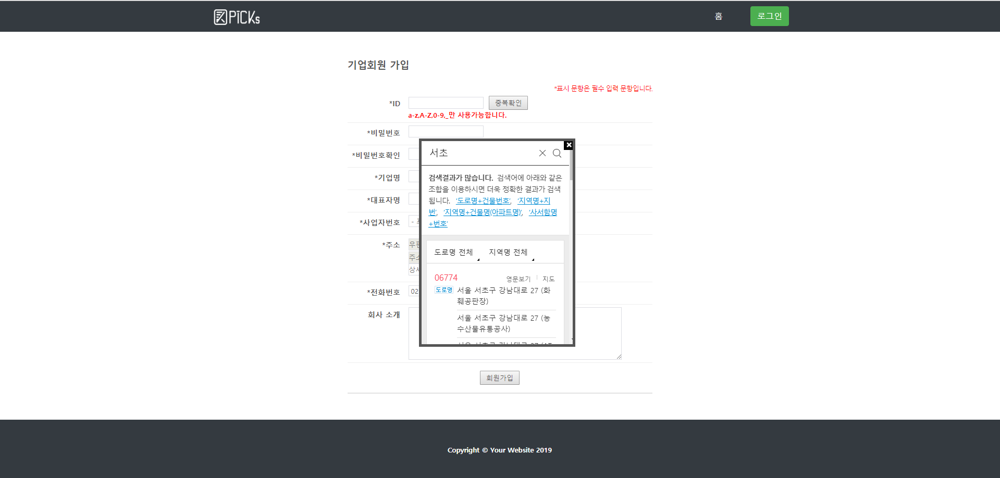 PiCKs
홈
로그인
기업회원 가입
*표시 문항은 필수 입력 문항입니다.
*ID
중복확인
a-z,A-Z,0-9,_만 사용가능합니다.
*비밀번호
*비밀번호확인
*기업명
*대표자명
*사업자번호
-
*주소
*전화번호
02
회사 소개
서초
검색결과가 많습니다. 검색어에 아래와 같은
조합을 이용하시면 더욱 정확한 결과가 검색
됩니다. '도로명+건물번호', '지역명+지
번', '지역명+건물명(아파트명)', '사서함명
+번호'
도로명 전체
지역명 전체
06774
영문보기
지도
도로명
서울 서초구 강남대로 27 (화
훼공판장)
서울 서초구 강남대로 27 (농
수산물유통공사)
회원가입
Copyright © Your Website 2019